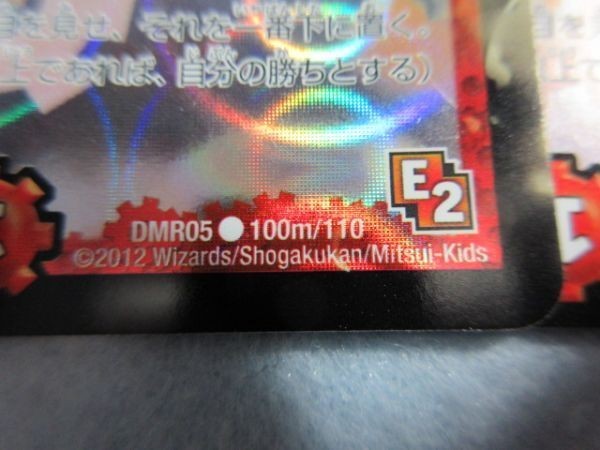 身を見せ、それを一番下に置く。
上であれば、自分の勝ちとする)
E2
DMR05 ● 100m/110
©2012 Wizards/Shogakukan/Mitsui-Kids